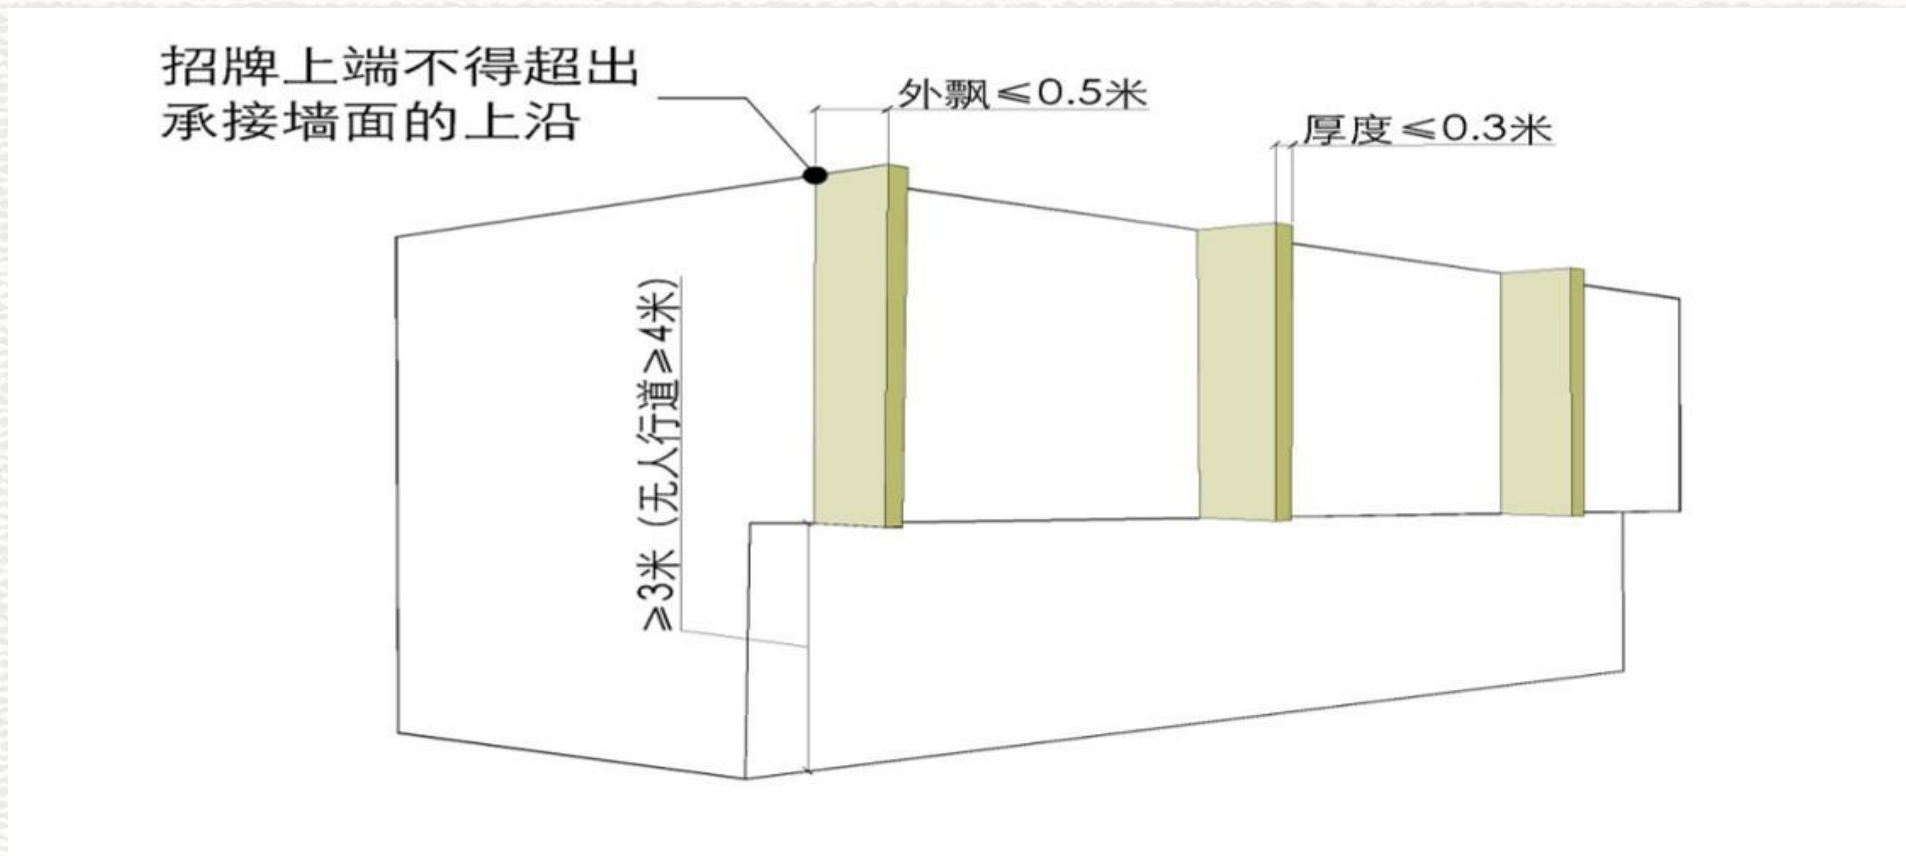 招牌上端不得超出
承接墙面的上沿
外飘≤0.5米
厚度≤0.3米
≥3米（无人行道≥4米）